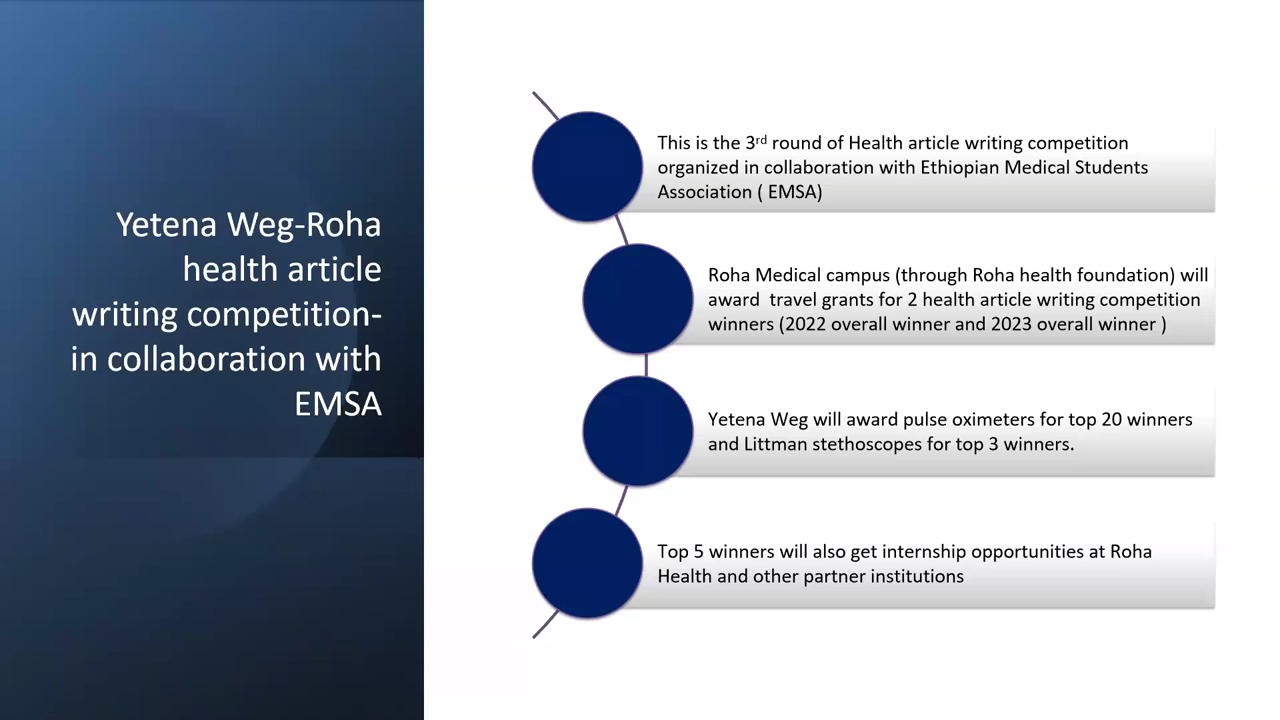 Yetena Weg-Roha
health article
writing competition-
in collaboration with
EMSA
This is the 3rd round of Health article writing competition
organized in collaboration with Ethiopian Medical Students
Association ( EMSA)
Roha Medical campus (through Roha health foundation) will
award  travel grants for 2 health article writing competition
winners (2022 overall winner and 2023 overall winner )
Yetena Weg will award pulse oximeters for top 20 winners
and Littman stethoscopes for top 3 winners.
Top 5 winners will also get internship opportunities at Roha
Health and other partner institutions